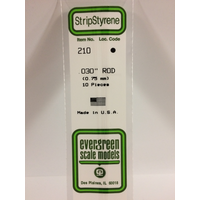 StripStyrene
Item No. Loc. Code
210
.030" ROD
(0.75 mm)
10 Pieces
Made in U.S.A.
evergreen
scale models
Des Plaines, IL 60018